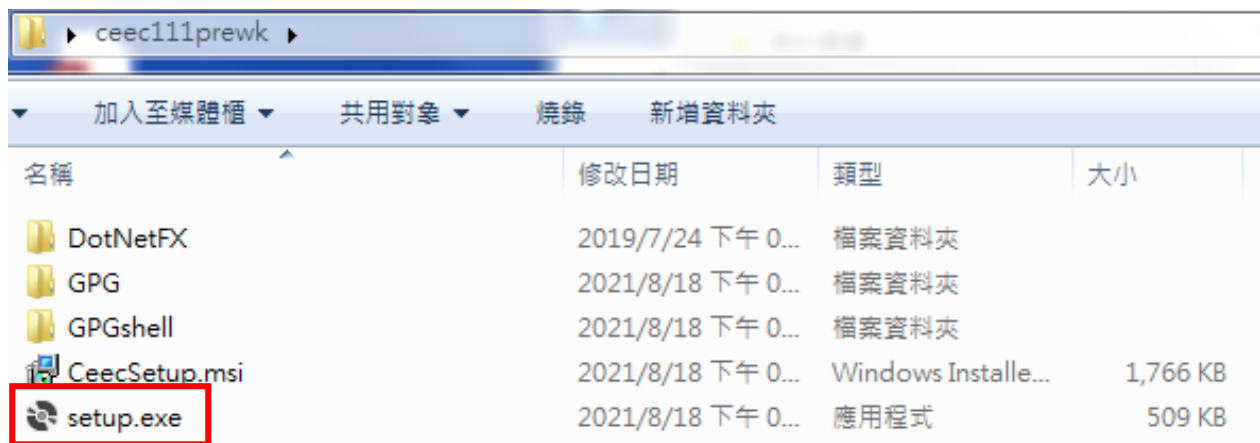 ceec111prewk
加入至媒體櫃 共用對象 燒錄 新增資料夾
名稱 修改日期 類型 大小
DotNetFX 2019/7/24 下午 0... 檔案資料夾
GPG 2021/8/18 下午 0... 檔案資料夾
GPGshell 2021/8/18 下午 0... 檔案資料夾
CeecSetup.msi 2021/8/18 下午 0... Windows Installe... 1,766 KB
setup.exe 2021/8/18 下午 0... 應用程式 509 KB